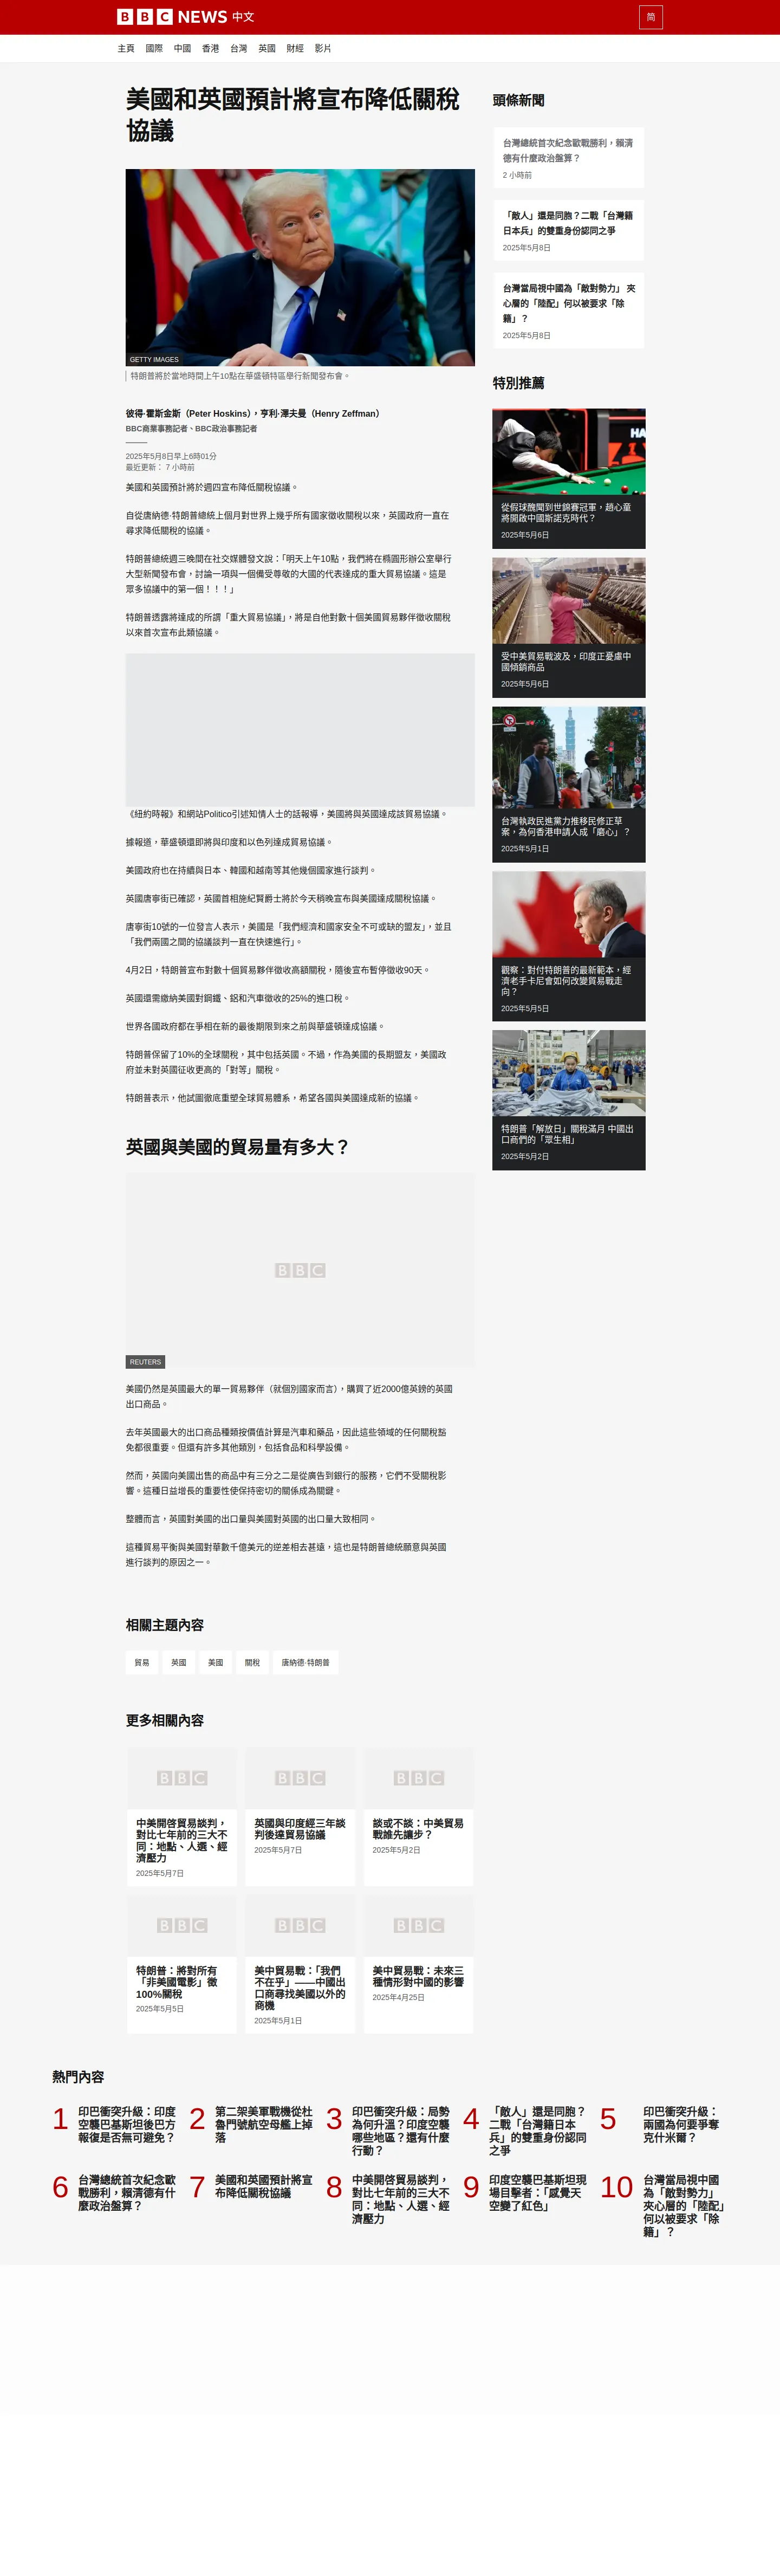 BBC NEWS 中文
简
主頁 國際 中國 香港 台灣 英國 財經 影片
美國和英國預計將宣布降低關稅
協議
GETTY IMAGES
特朗普將於當地時間上午10點在華盛頓特區舉行新聞發布會。
彼得·霍斯金斯（Peter Hoskins），亨利·澤夫曼（Henry Zeffman）
BBC商業事務記者、BBC政治事務記者
2025年5月8日早上6時01分
最近更新： 7 小時前
美國和英國預計將於週四宣布降低關稅協議。
自從唐納德·特朗普總統上個月對世界上幾乎所有國家徵收關稅以來，英國政府一直在
尋求降低關稅的協議。
特朗普總統週三晚間在社交媒體發文說：「明天上午10點，我們將在橢圓形辦公室舉行
大型新聞發布會，討論一項與一個備受尊敬的大國的代表達成的重大貿易協議。這是
眾多協議中的第一個！！！」
特朗普透露將達成的所謂「重大貿易協議」，將是自他對數十個美國貿易夥伴徵收關稅
以來首次宣布此類協議。
《紐約時報》和網站Politico引述知情人士的話報導，美國將與英國達成該貿易協議。
據報道，華盛頓還即將與印度和以色列達成貿易協議。
美國政府也在持續與日本、韓國和越南等其他幾個國家進行談判。
英國唐寧街已確認，英國首相施紀賢爵士將於今天稍晚宣布與美國達成關稅協議。
唐寧街10號的一位發言人表示，美國是「我們經濟和國家安全不可或缺的盟友」，並且
「我們兩國之間的協議談判一直在快速進行」。
4月2日，特朗普宣布對數十個貿易夥伴徵收高額關稅，隨後宣布暫停徵收90天。
英國還需繳納美國對鋼鐵、鋁和汽車徵收的25%的進口稅。
世界各國政府都在爭相在新的最後期限到來之前與華盛頓達成協議。
特朗普保留了10%的全球關稅，其中包括英國。不過，作為美國的長期盟友，美國政
府並未對英國征收更高的「對等」關稅。
特朗普表示，他試圖徹底重塑全球貿易體系，希望各國與美國達成新的協議。
英國與美國的貿易量有多大？
BBC
REUTERS
美國仍然是英國最大的單一貿易夥伴（就個別國家而言），購買了近2000億英鎊的英國
出口商品。
去年英國最大的出口商品種類按價值計算是汽車和藥品，因此這些領域的任何關稅豁
免都很重要。但還有許多其他類別，包括食品和科學設備。
然而，英國向美國出售的商品中有三分之二是從廣告到銀行的服務，它們不受關稅影
響。這種日益增長的重要性使保持密切的關係成為關鍵。
整體而言，英國對美國的出口量與美國對英國的出口量大致相同。
這種貿易平衡與美國對華數千億美元的逆差相去甚遠，這也是特朗普總統願意與英國
進行談判的原因之一。
相關主題內容
貿易 英國 美國 關稅 唐納德·特朗普
更多相關內容
BBC
中美開啓貿易談判，
對比七年前的三大不
同：地點、人選、經
濟壓力
2025年5月7日
BBC
英國與印度經三年談
判後達貿易協議
2025年5月7日
BBC
談或不談：中美貿易
戰誰先讓步？
2025年5月2日
BBC
特朗普：將對所有
「非美國電影」徵
100%關稅
2025年5月5日
BBC
美中貿易戰：「我們
不在乎」——中國出
口商尋找美國以外的
商機
2025年5月1日
BBC
美中貿易戰：未來三
種情形對中國的影響
2025年4月25日
頭條新聞
台灣總統首次紀念歐戰勝利，賴清
德有什麼政治盤算？
2 小時前
「敵人」還是同胞？二戰「台灣籍
日本兵」的雙重身份認同之爭
2025年5月8日
台灣當局視中國為「敵對勢力」 夾
心層的「陸配」何以被要求「除
籍」？
2025年5月8日
特別推薦
從假球醜聞到世錦賽冠軍，趙心童
將開啟中國斯諾克時代？
2025年5月6日
受中美貿易戰波及，印度正憂慮中
國傾銷商品
2025年5月6日
台灣執政民進黨力推移民修正草
案，為何香港申請人成「磨心」？
2025年5月1日
觀察：對付特朗普的最新範本，經
濟老手卡尼會如何改變貿易戰走
向？
2025年5月5日
特朗普「解放日」關稅滿月 中國出
口商們的「眾生相」
2025年5月2日
熱門內容
1 印巴衝突升級：印度
空襲巴基斯坦後巴方
報復是否無可避免？
2 第二架美軍戰機從杜
魯門號航空母艦上掉
落
3 印巴衝突升級：局勢
為何升溫？印度空襲
哪些地區？還有什麼
行動？
4 「敵人」還是同胞？
二戰「台灣籍日本
兵」的雙重身份認同
之爭
5 印巴衝突升級：
兩國為何要爭奪
克什米爾？
6 台灣總統首次紀念歐
戰勝利，賴清德有什
麼政治盤算？
7 美國和英國預計將宣
布降低關稅協議
8 中美開啓貿易談判，
對比七年前的三大不
同：地點、人選、經
濟壓力
9 印度空襲巴基斯坦現
場目擊者：「感覺天
空變了紅色」
10 台灣當局視中國
為「敵對勢力」
夾心層的「陸配」
何以被要求「除
籍」？